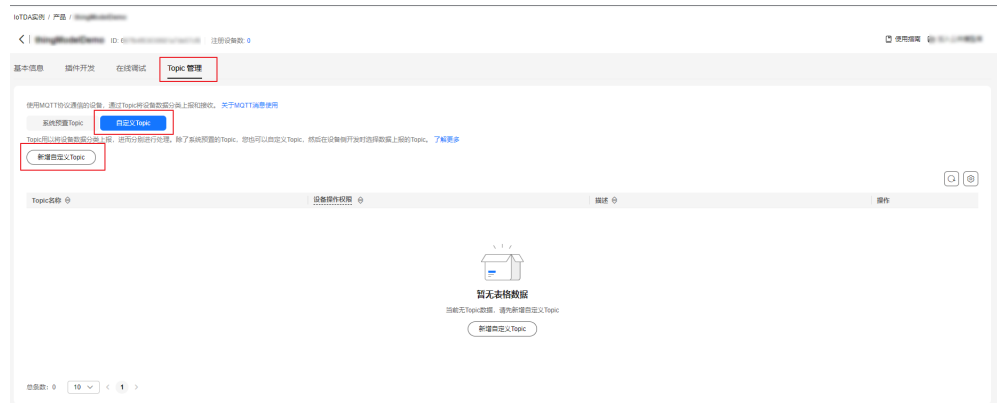 IoTDA实例 / 产品 /
ID: 注册设备数: 0 使用指南
基本信息 插件开发 在线调试 Topic 管理
使用MQTT协议通信的设备，通过Topic将设备数据分类上报和接收。 关于MQTT消息使用
系统预置Topic 自定义Topic
Topic用以将设备数据分类上报，进而分别进行处理。除了系统预置的Topic，您也可以自定义Topic，然后在设备侧开发时选择数据上报的Topic。 了解更多
新增自定义Topic
Topic名称 设备操作权限 描述 操作
暂无表格数据
当前无Topic数据，请先新增自定义Topic
新增自定义Topic
总条数: 0 10 < 1 >